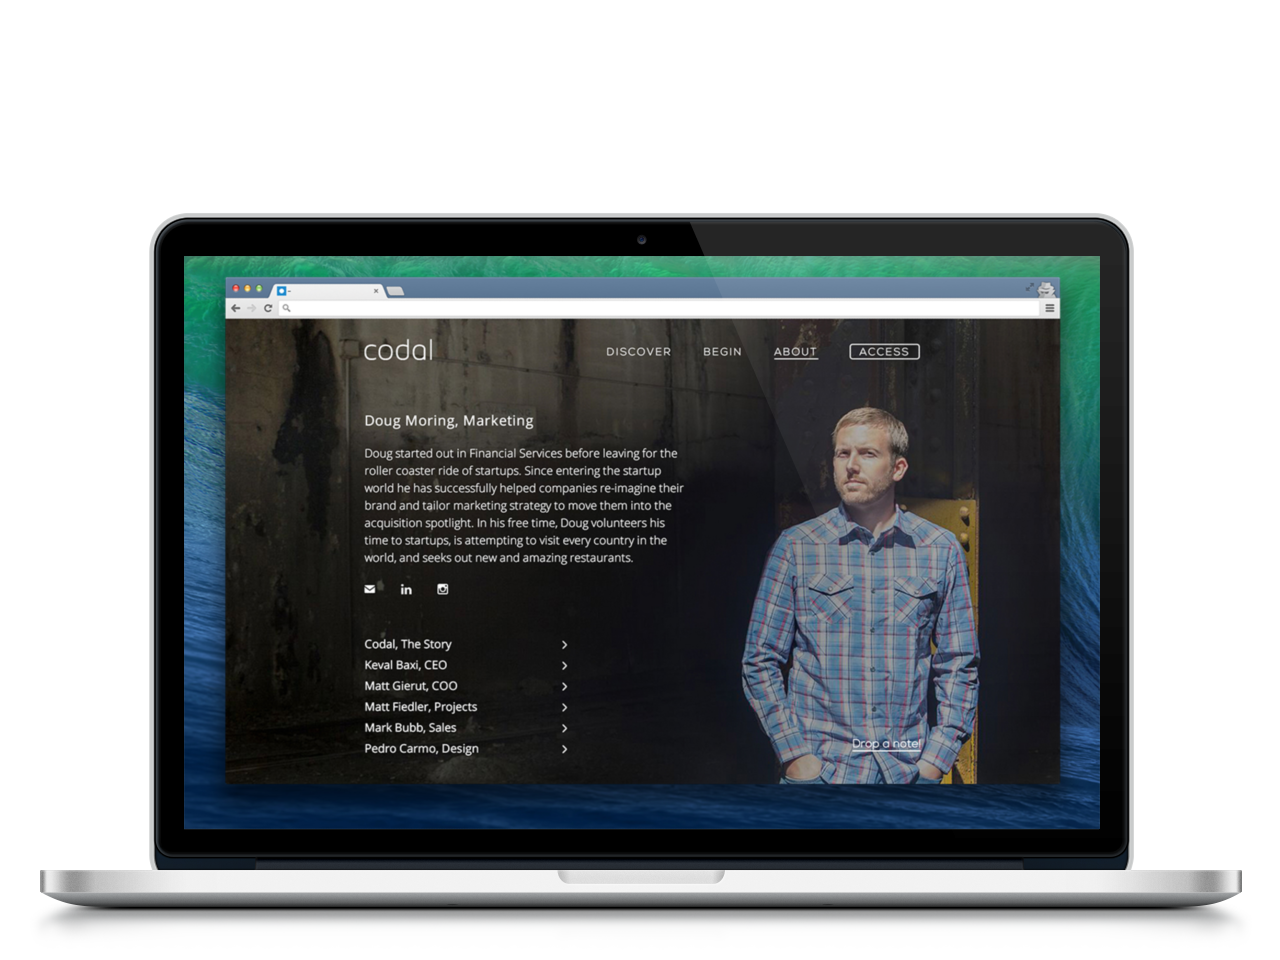 codal
DISCOVER BEGIN ABOUT ACCESS
Doug Moring, Marketing
Doug started out in Financial Services before leaving for the
roller coaster ride of startups. Since entering the startup
world he has successfully helped companies re-imagine their
brand and tailor marketing strategy to move them into the
acquisition spotlight. In his free time, Doug volunteers his
time to startups, is attempting to visit every country in the
world, and seeks out new and amazing restaurants.
in
Codal, The Story
Keval Baxi, CEO
Matt Gierut, COO
Matt Fiedler, Projects
Mark Bubb, Sales
Pedro Carmo, Design
Drop a note!